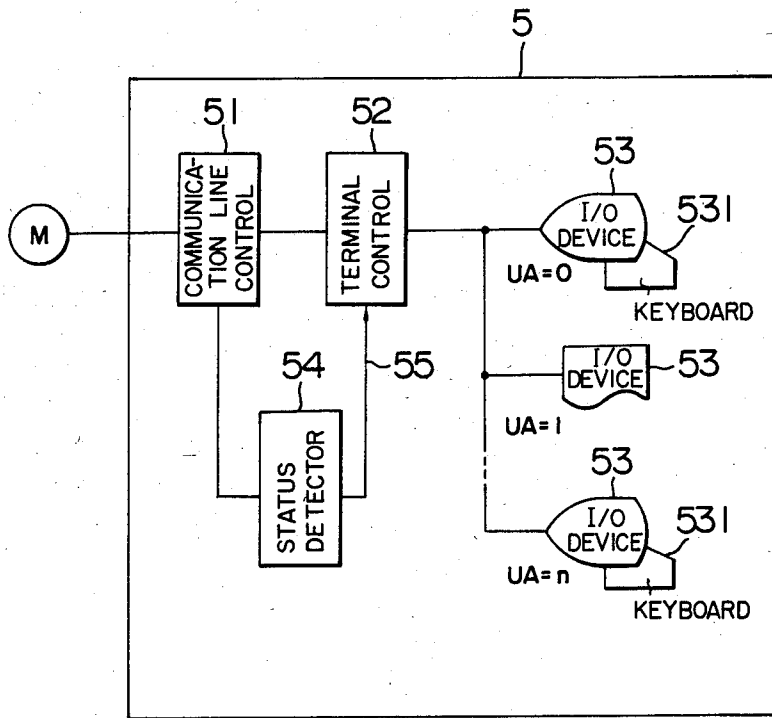 5
51
52
53
COMMUNICA-
TION LINE
CONTROL
TERMINAL
CONTROL
I/O
DEVICE
531
M
UA=0
KEYBOARD
54
55
I/O
DEVICE
53
UA=1
STATUS
DETECTOR
53
I/O
DEVICE
531
UA=n
KEYBOARD